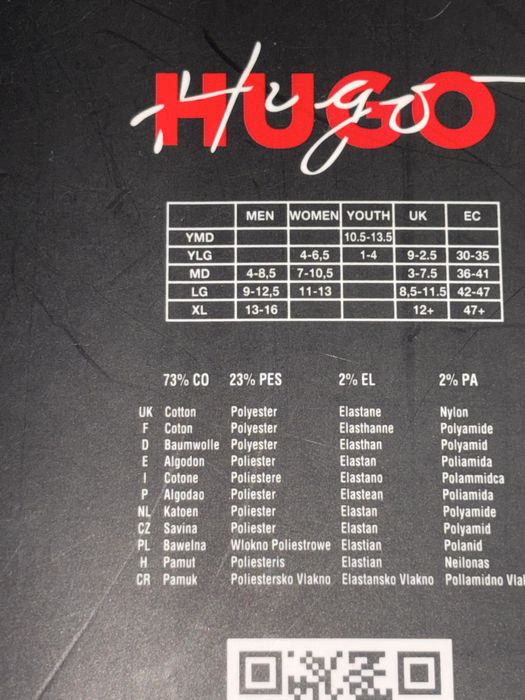 HUGO
Hugo
MEN WOMEN YOUTH UK EC
YMD 10.5-13.5
YLG 4-6,5 1-4 9-2.5 30-35
MD 4-8,5 7-10,5 3-7.5 36-41
LG 9-12,5 11-13 8,5-11.5 42-47
XL 13-16 12+ 47+
73% CO 23% PES 2% EL 2% PA
UK Cotton Polyester Elastane Nylon
F Coton Polyester Elasthanne Polyamide
D Baumwolle Polyester Elasthan Polyamid
E Algodon Poliester Elastan Poliamida
I Cotone Poliestere Elastano Polammidca
P Algodao Poliester Elastean Poliamida
NL Katoen Poliester Elastan Polyamide
CZ Savina Poliester Elastan Polyamid
PL Bawelna Wlokno Poliestrowe Elastian Polanid
H Pamut Poliesteris Elastian Neilonas
CR Pamuk Poliestersko Vlakno Elastansko Vlakno Pollamidno Vla